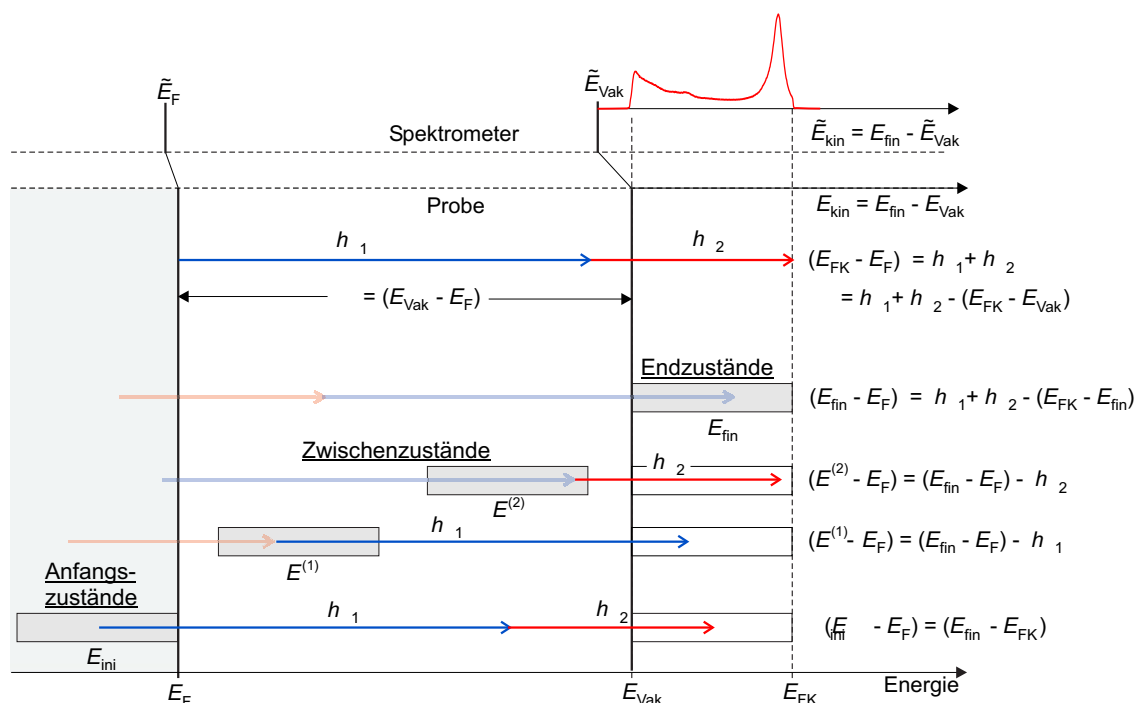 Ẽ_F
Ẽ_Vak
Spektrometer
Ẽ_kin = E_fin - Ẽ_Vak
Probe
E_kin = E_fin - E_Vak
h 1
h 2
(E_FK - E_F) = h 1 + h 2
= (E_Vak - E_F)
= h 1 + h 2 - (E_FK - E_Vak)
Endzustände
E_fin
(E_fin - E_F) = h 1 + h 2 - (E_FK - E_fin)
Zwischenzustände
h 2
E^(2)
(E^(2) - E_F) = (E_fin - E_F) - h 2
h 1
E^(1)
(E^(1) - E_F) = (E_fin - E_F) - h 1
Anfangs-
zustände
h 1
h 2
E_ini
(E_ini - E_F) = (E_fin - E_FK)
E_F
E_Vak
E_FK
Energie